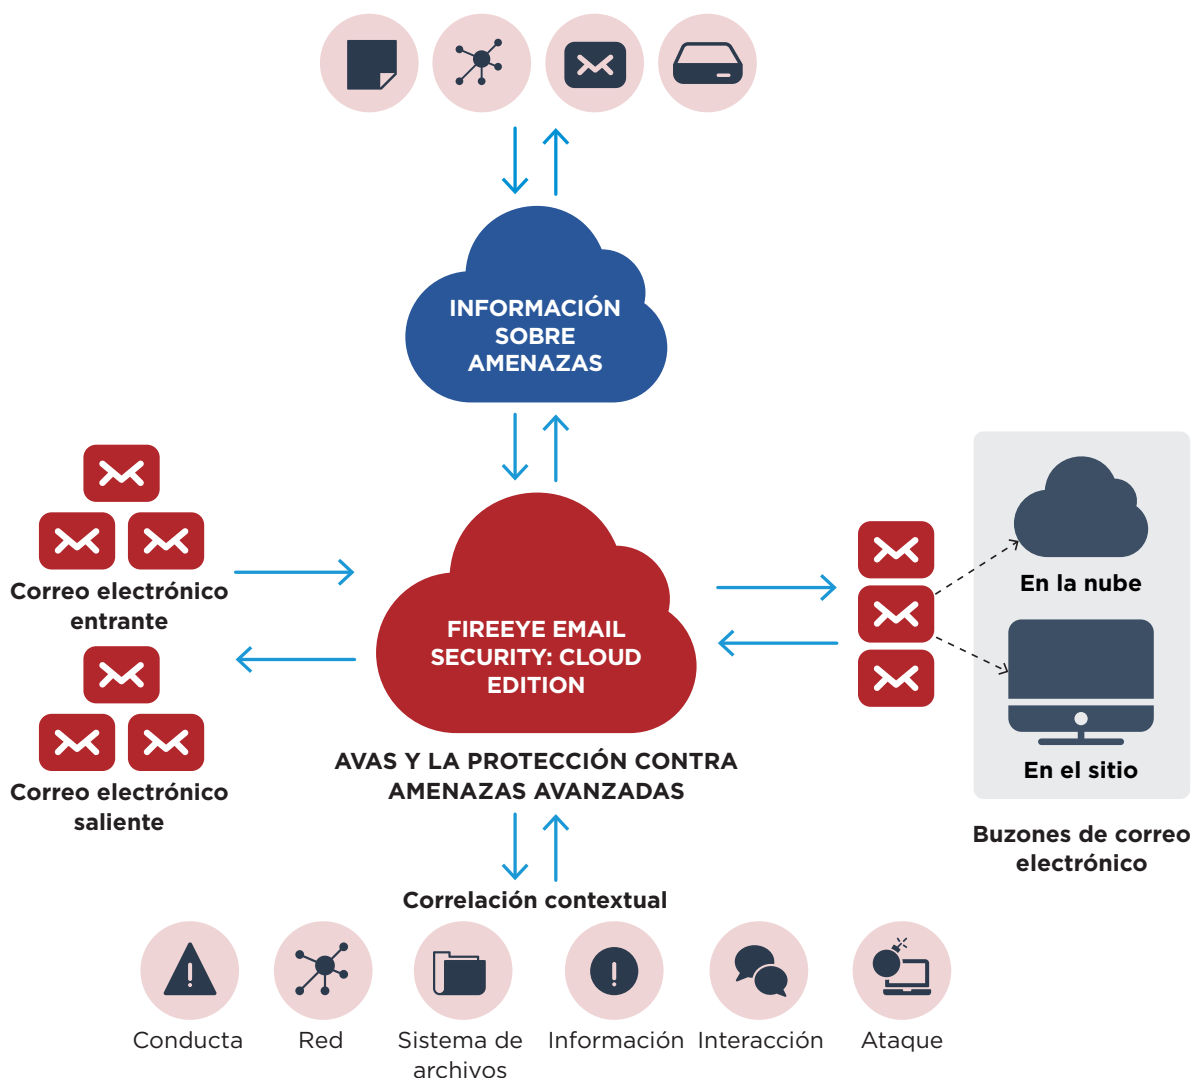 INFORMACIÓN
SOBRE
AMENAZAS
Correo electrónico
entrante
FIREEYE EMAIL
SECURITY: CLOUD
EDITION
En la nube
En el sitio
Correo electrónico
saliente
AVAS Y LA PROTECCIÓN CONTRA
AMENAZAS AVANZADAS
Buzones de correo
electrónico
Correlación contextual
Conducta
Red
Sistema de
archivos
Información
Interacción
Ataque